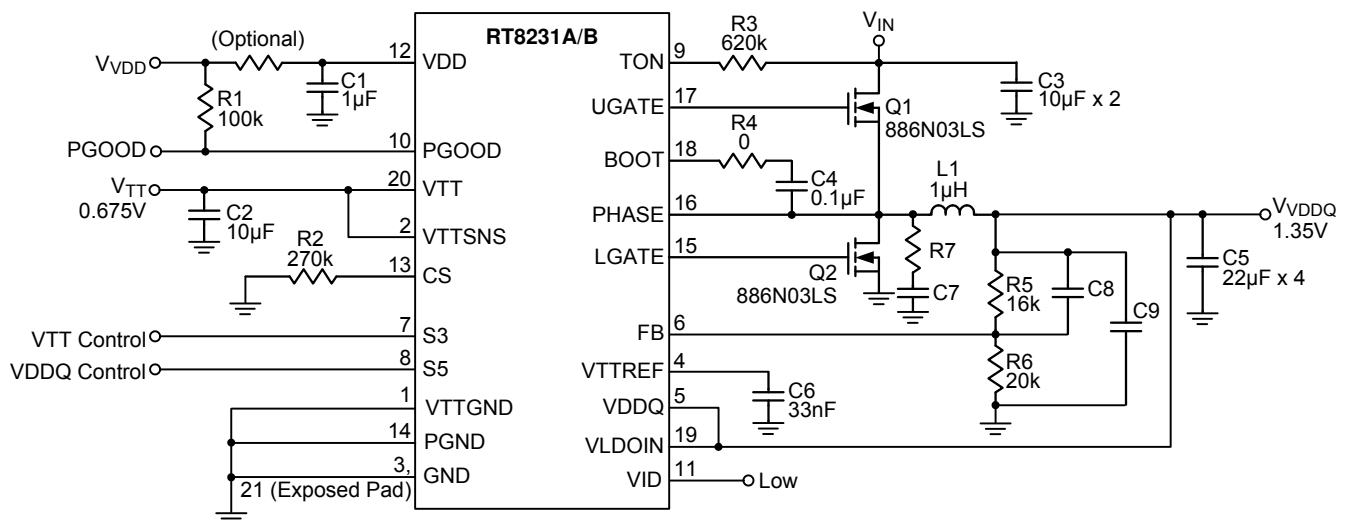 RT8231A/B
(Optional)
VVDD
12
VDD
C1
1µF
R1
100k
PGOOD
10
PGOOD
VTT
0.675V
20
VTT
C2
10µF
2
VTTSNS
R2
270k
13
CS
VTT Control
7
S3
VDDQ Control
8
S5
1
VTTGND
14
PGND
3,
21 (Exposed Pad)
GND
TON
9
R3
620k
VIN
C3
10µF x 2
UGATE
17
Q1
886N03LS
BOOT
18
R4
0
C4
0.1µF
L1
1µH
PHASE
16
VVDDQ
1.35V
LGATE
15
Q2
886N03LS
R7
C7
R5
16k
C8
C9
C5
22µF x 4
FB
6
R6
20k
VTTREF
4
C6
33nF
VDDQ
5
VLDOIN
19
VID
11
Low